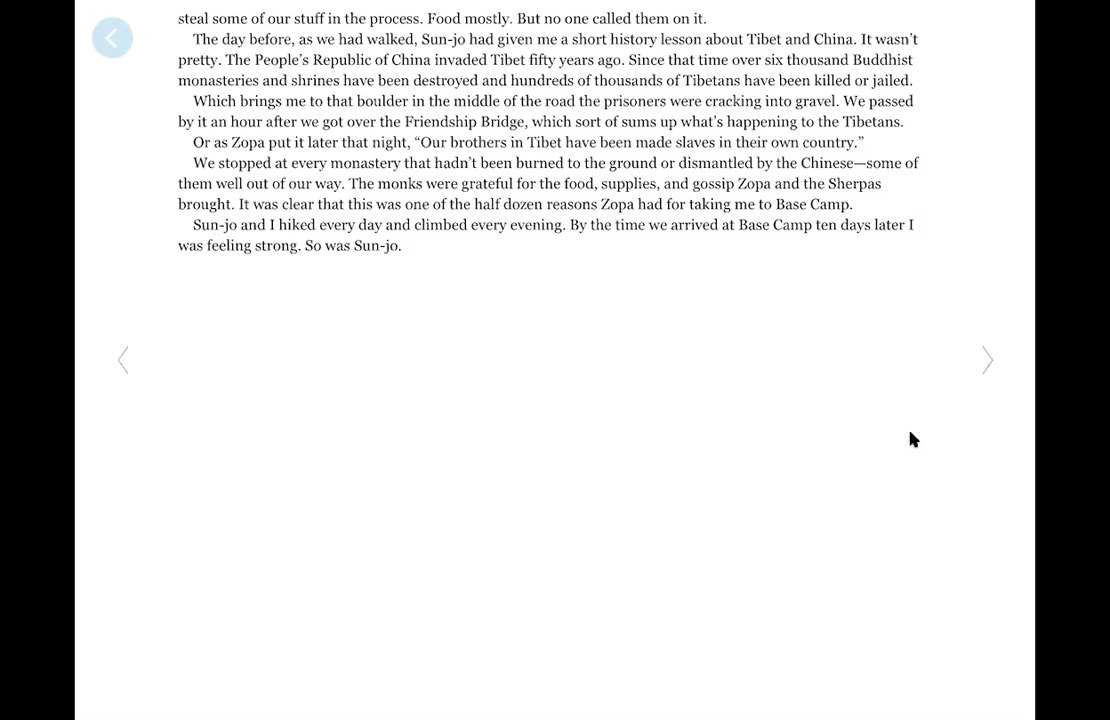 steal some of our stuff in the process. Food mostly. But no one called them on it.
The day before, as we had walked, Sun-jo had given me a short history lesson about Tibet and China. It wasn’t
pretty. The People’s Republic of China invaded Tibet fifty years ago. Since that time over six thousand Buddhist
monasteries and shrines have been destroyed and hundreds of thousands of Tibetans have been killed or jailed.
Which brings me to that boulder in the middle of the road the prisoners were cracking into gravel. We passed
by it an hour after we got over the Friendship Bridge, which sort of sums up what’s happening to the Tibetans.
Or as Zopa put it later that night, “Our brothers in Tibet have been made slaves in their own country.”
We stopped at every monastery that hadn’t been burned to the ground or dismantled by the Chinese—some of
them well out of our way. The monks were grateful for the food, supplies, and gossip Zopa and the Sherpas
brought. It was clear that this was one of the half dozen reasons Zopa had for taking me to Base Camp.
Sun-jo and I hiked every day and climbed every evening. By the time we arrived at Base Camp ten days later I
was feeling strong. So was Sun-jo.